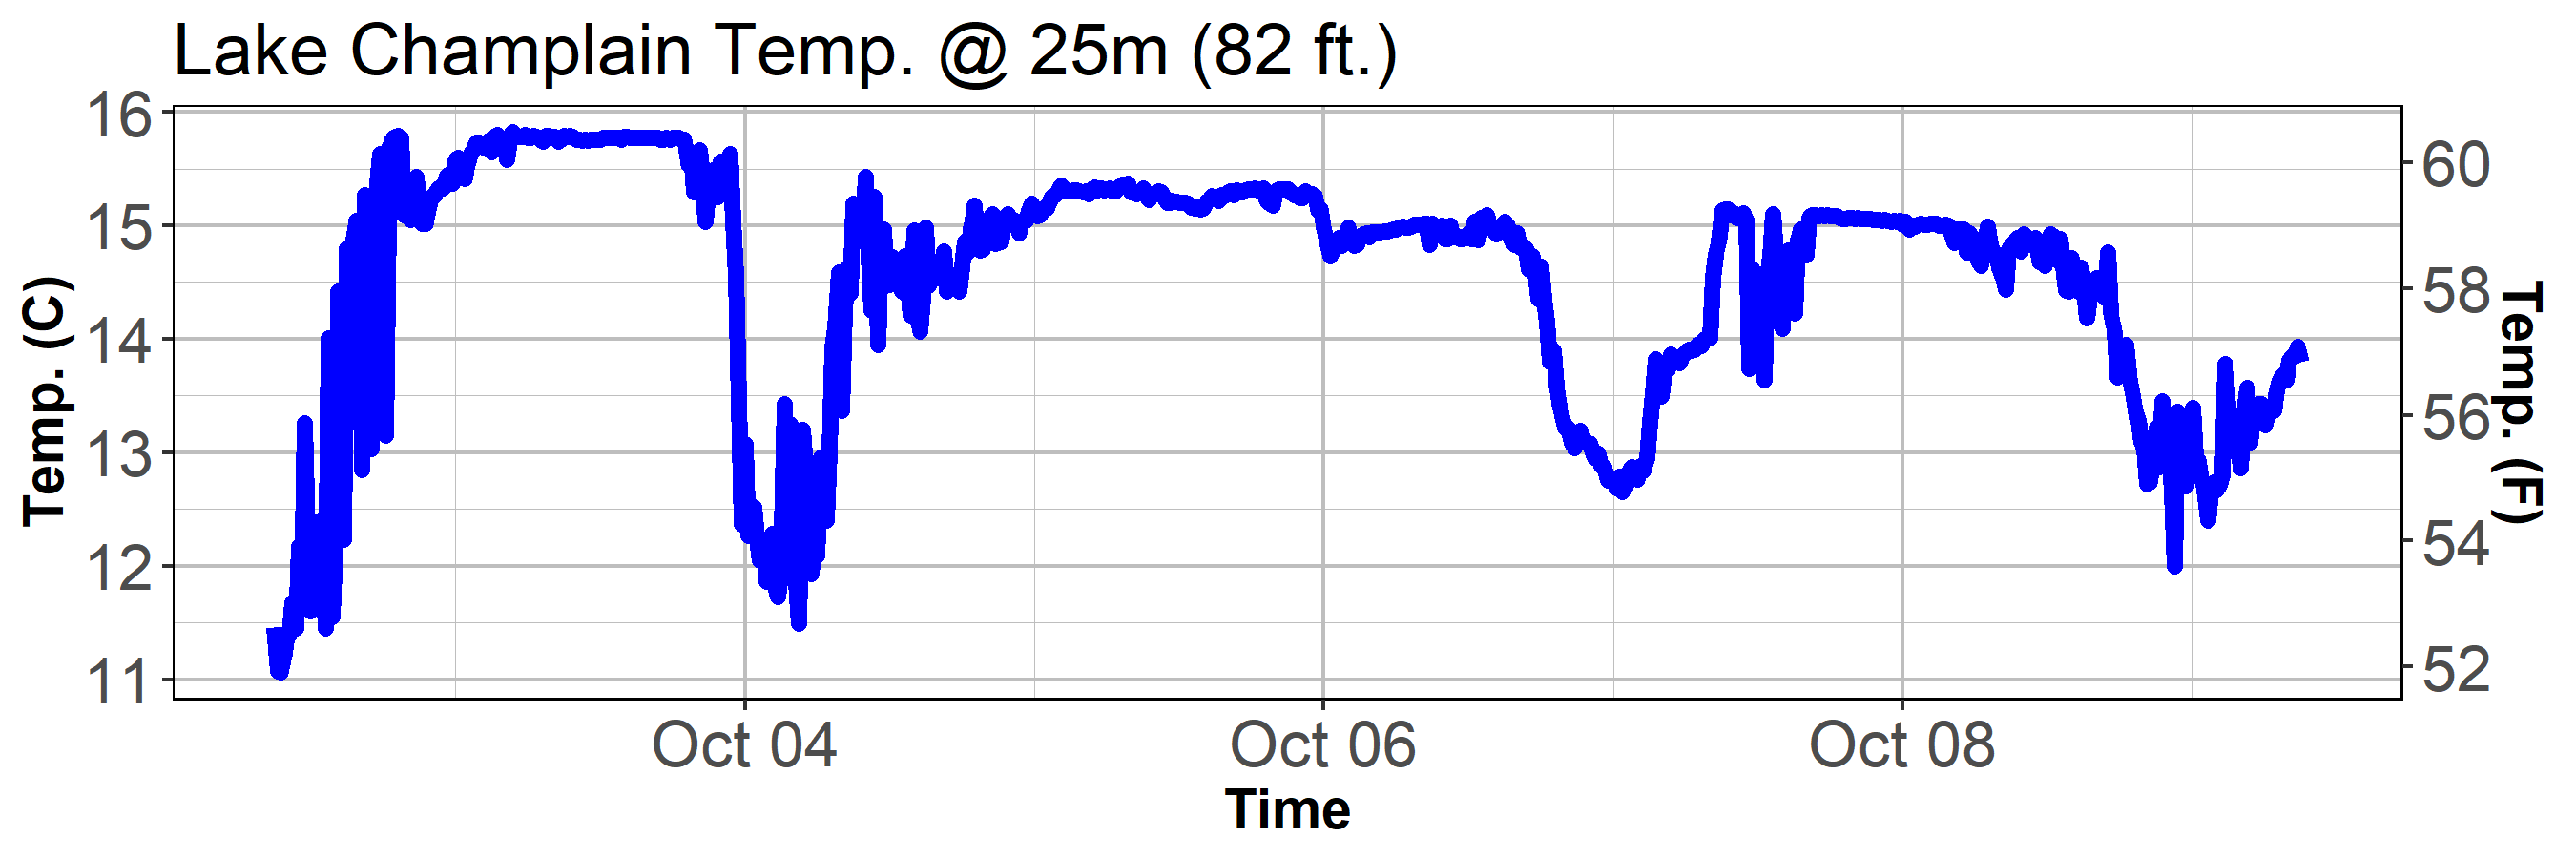 Lake Champlain Temp. @ 25m (82 ft.)
Temp. (C)
16
15
14
13
12
11
60
58
56
54
52
Temp. (F)
Oct 04 Oct 06 Oct 08
Time